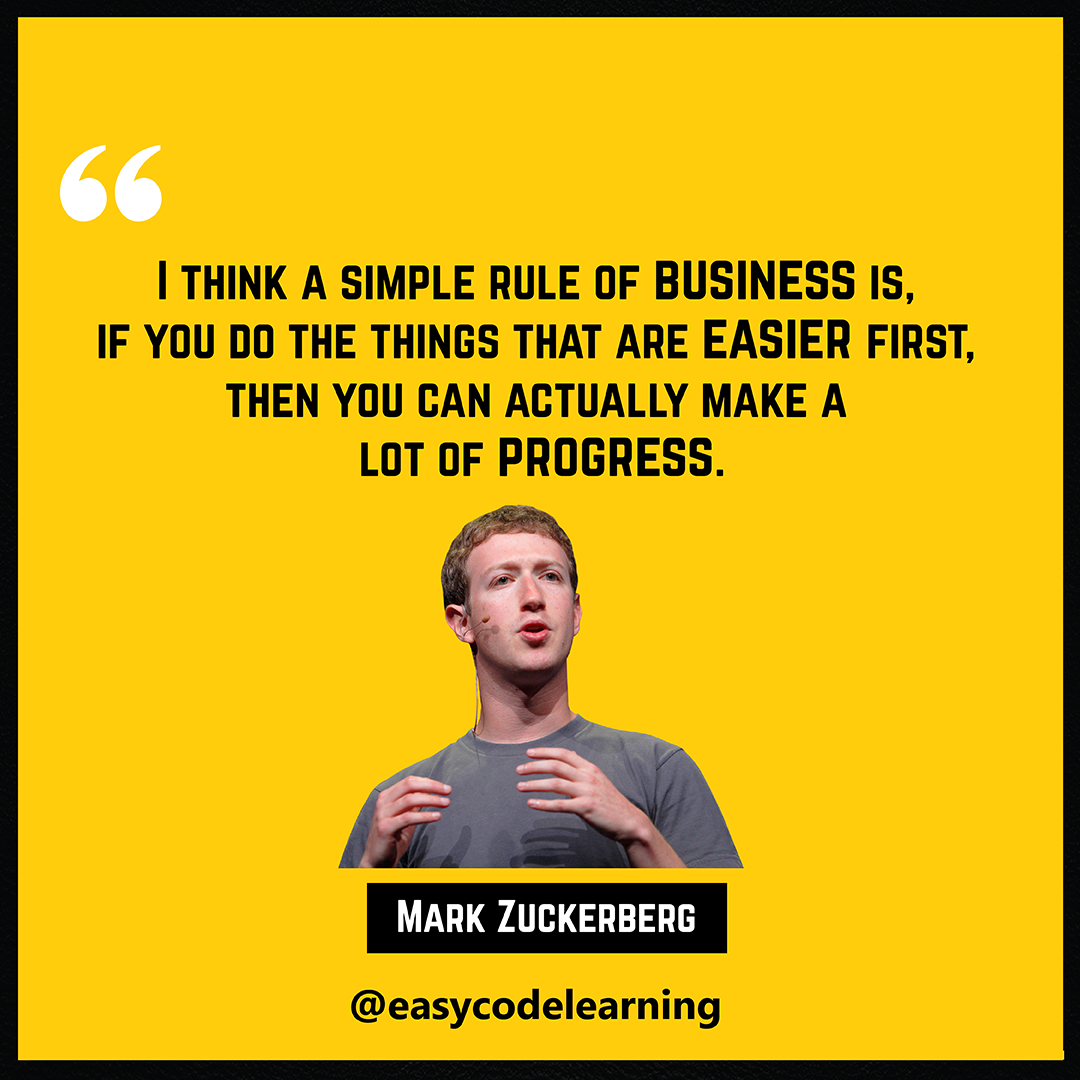 “
I THINK A SIMPLE RULE OF BUSINESS IS,
IF YOU DO THE THINGS THAT ARE EASIER FIRST,
THEN YOU CAN ACTUALLY MAKE A
LOT OF PROGRESS.
MARK ZUCKERBERG
@easycodelearning